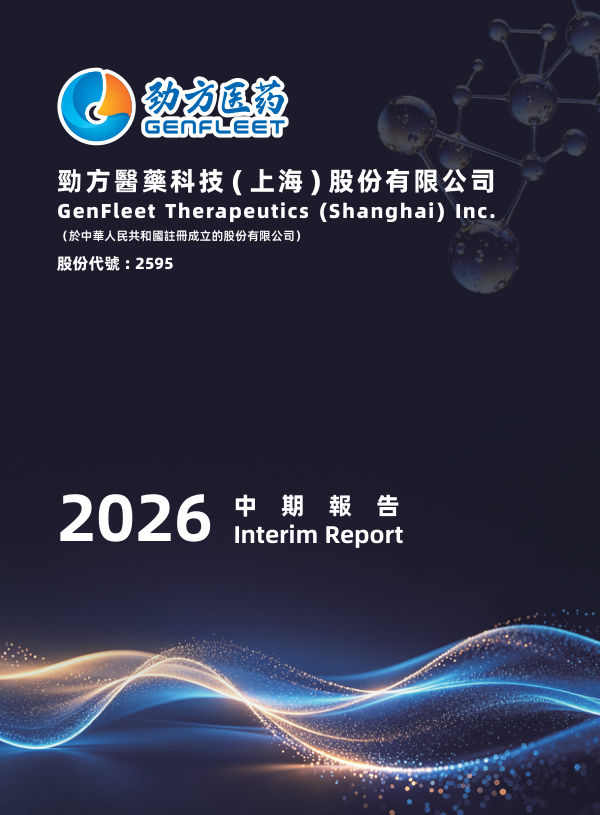 劲方医药
GENFLEET
勁方醫藥科技(上海)股份有限公司
GenFleet Therapeutics (Shanghai) Inc.
（於中華人民共和國註冊成立的股份有限公司）
股份代號：2595
2026 中期報告
Interim Report